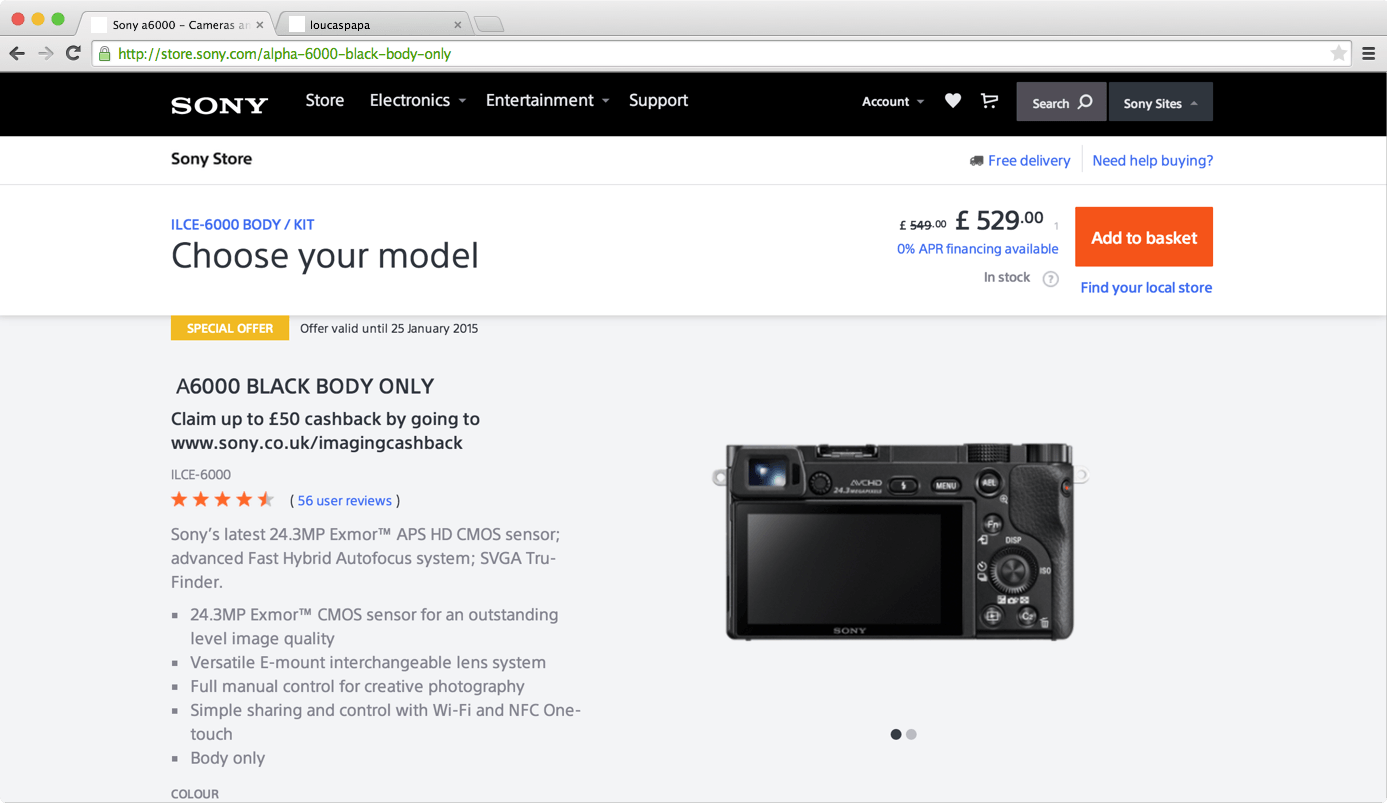 Sony a6000 – Cameras an
loucaspapa
http://store.sony.com/alpha-6000-black-body-only
SONY
Store
Electronics
Entertainment
Support
Account
Search
Sony Sites
Sony Store
Free delivery
Need help buying?
ILCE-6000 BODY / KIT
Choose your model
£ 549.00 £ 529.00 1
0% APR financing available
In stock ?
Add to basket
Find your local store
SPECIAL OFFER
Offer valid until 25 January 2015
A6000 BLACK BODY ONLY
Claim up to £50 cashback by going to
www.sony.co.uk/imagingcashback
ILCE-6000
( 56 user reviews )
Sony’s latest 24.3MP Exmor™ APS HD CMOS sensor;
advanced Fast Hybrid Autofocus system; SVGA Tru-
Finder.
24.3MP Exmor™ CMOS sensor for an outstanding
level image quality
Versatile E-mount interchangeable lens system
Full manual control for creative photography
Simple sharing and control with Wi-Fi and NFC One-
touch
Body only
COLOUR
AVCHD
24.3 MEGAPIXELS
MENU
AEL
Fn
DISP
ISO
C2
SONY